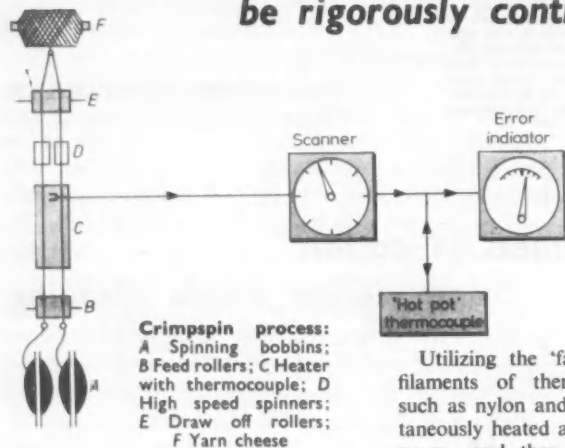 be rigorously cont
F
E
D
C
B
A
Scanner
Error
indicator
'Hot pot'
thermocouple
Crimpspin process:
A Spinning bobbins;
B Feed rollers; C Heater
with thermocouple; D
High speed spinners;
E Draw off rollers;
F Yarn cheese
Utilizing the 'fa
filaments of ther
such as nylon and
taneously heated a